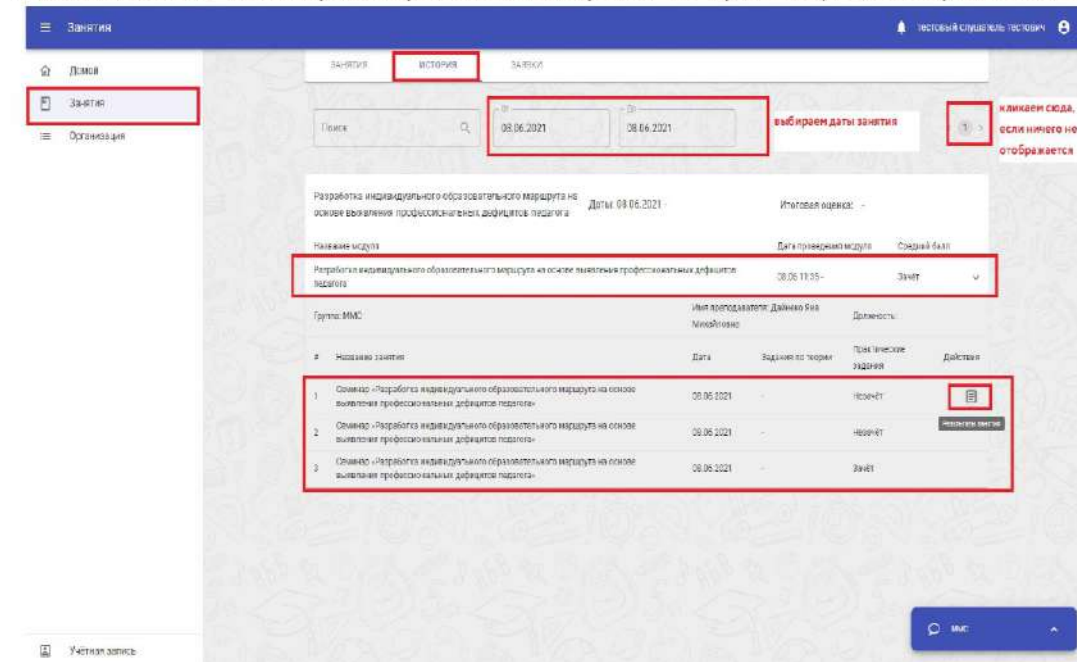 Занятия
тестовый слушатель тестович
Домой
Занятия
Организация
Учётная запись
ЗАНЯТИЯ ИСТОРИЯ ЗАЯВКИ
Поиск
От
08.06.2021
До
08.06.2021
выбираем даты занятия
1
кликаем сюда,
если ничего не
отображается
Разработка индивидуального образовательного маршрута на
основе выявления профессиональных дефицитов педагога
Даты: 08.06.2021 -
Итоговая оценка: -
Название модуля Дата проведения модуля Средний балл
Разработка индивидуального образовательного маршрута на основе выявления профессиональных дефицитов
педагога
08.06 11:35 - Зачёт
Группа: ММС
Имя преподавателя: Дайнеко Яна
Михайловна
Должность:
# Название занятия Дата Задания по теории Практические
задания
Действия
1 Семинар «Разработка индивидуального образовательного маршрута на основе
выявления профессиональных дефицитов педагога»
08.06.2021 - Незачёт
Результаты занятия
2 Семинар «Разработка индивидуального образовательного маршрута на основе
выявления профессиональных дефицитов педагога»
08.06.2021 - Незачёт
3 Семинар «Разработка индивидуального образовательного маршрута на основе
выявления профессиональных дефицитов педагога»
08.06.2021 - Зачёт
ММС